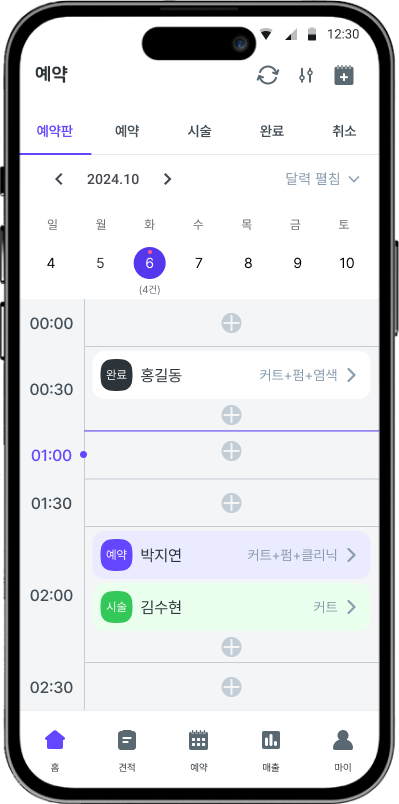 12:30
예약
예약판 예약 시술 완료 취소
2024.10 달력 펼침
일 월 화 수 목 금 토
4 5 6 7 8 9 10
(4건)
00:00
00:30 완료 홍길동 커트+펌+염색
01:00
01:30
예약 박지연 커트+펌+클리닉
02:00
시술 김수현 커트
02:30
홈 견적 예약 매출 마이